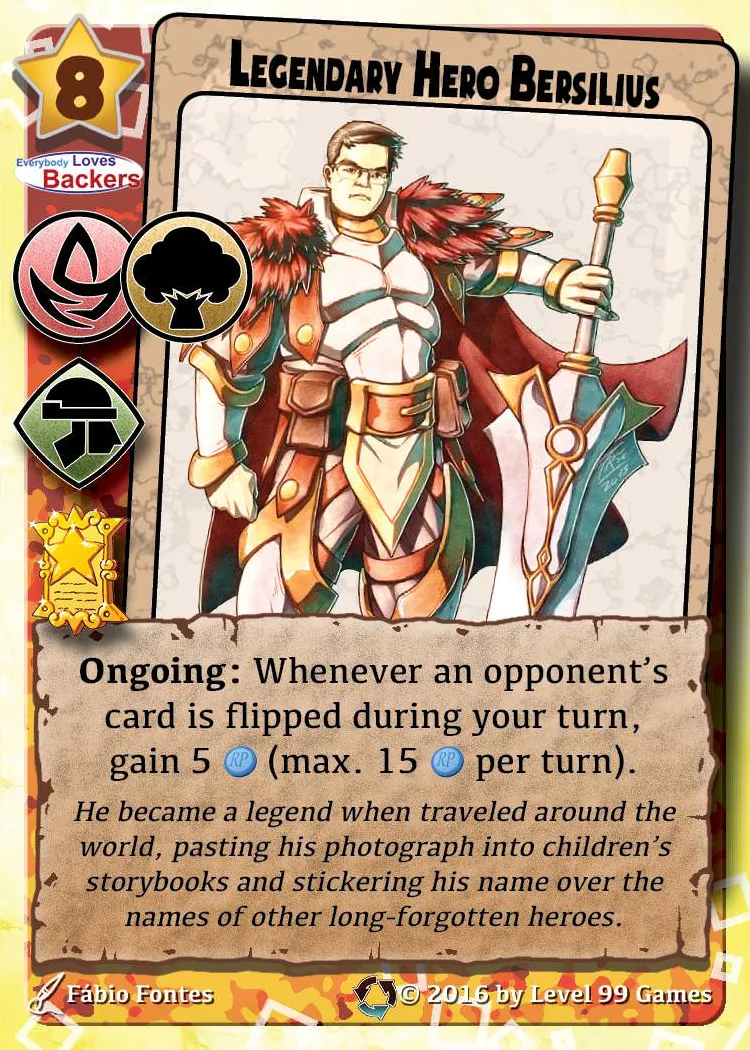 8
LEGENDARY HERO BERSILIUS
Everybody Loves
Backers
Ongoing: Whenever an opponent's
card is flipped during your turn,
gain 5 RP (max. 15 RP per turn).
He became a legend when traveled around the
world, pasting his photograph into children's
storybooks and stickering his name over the
names of other long-forgotten heroes.
Fábio Fontes
© 2016 by Level 99 Games